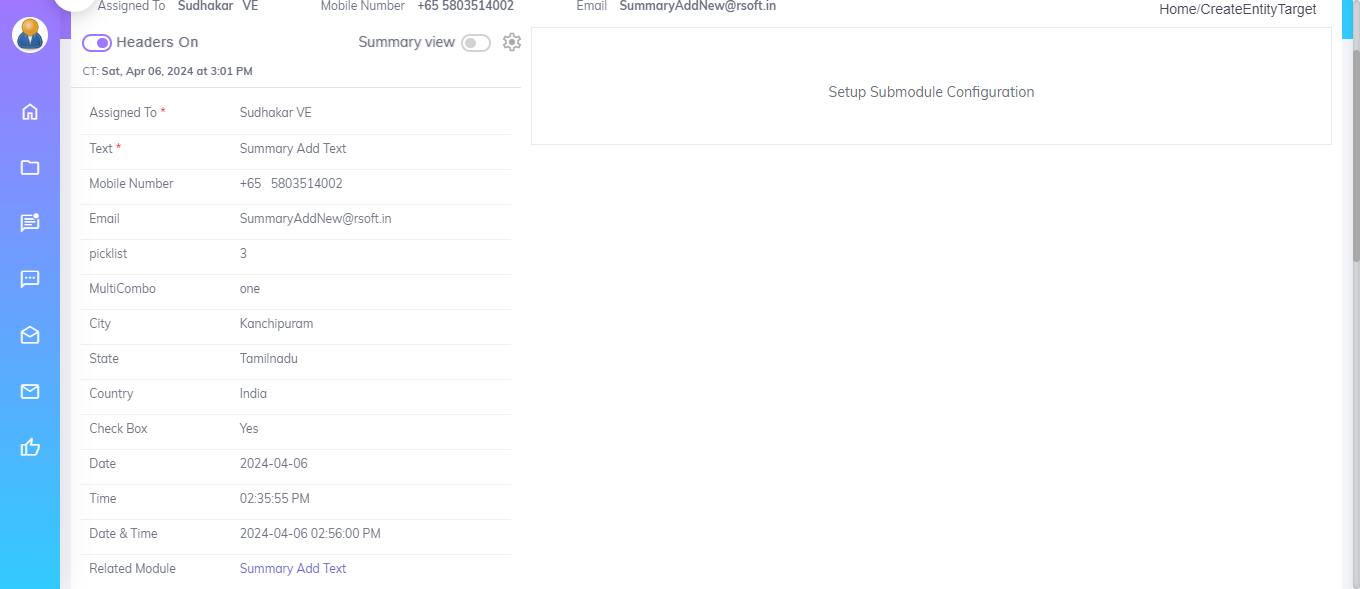 Assigned To Sudhakar VE Mobile Number +65 5803514002 Email SummaryAddNew@rsoft.in
Home/CreateEntityTarget
Headers On Summary view
CT: Sat, Apr 06, 2024 at 3:01 PM
Setup Submodule Configuration
Assigned To * Sudhakar VE
Text * Summary Add Text
Mobile Number +65 5803514002
Email SummaryAddNew@rsoft.in
picklist 3
MultiCombo one
City Kanchipuram
State Tamilnadu
Country India
Check Box Yes
Date 2024-04-06
Time 02:35:55 PM
Date & Time 2024-04-06 02:56:00 PM
Related Module Summary Add Text